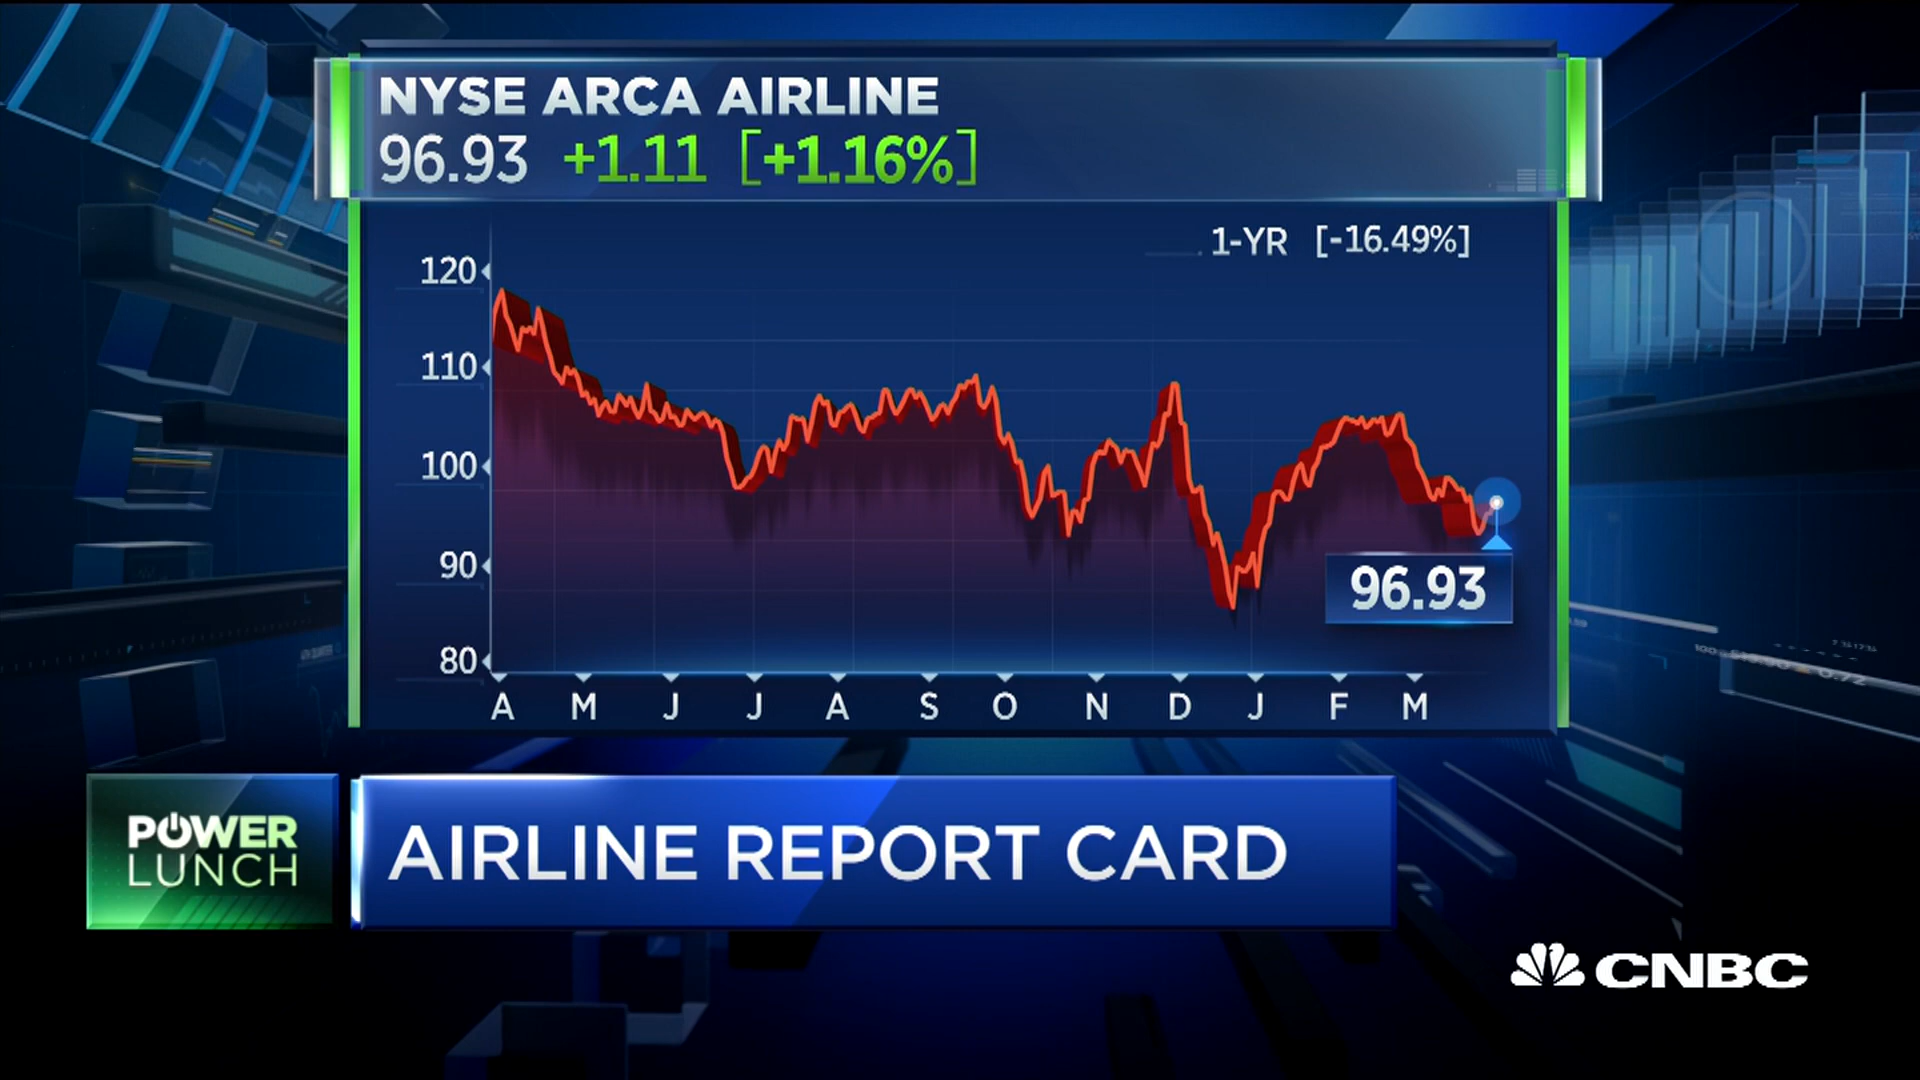 NYSE ARCA AIRLINE
96.93 +1.11 [+1.16%]
1-YR [-16.49%]
120
110
100
90
80
96.93
A M J J A S O N D J F M
POWER
LUNCH
AIRLINE REPORT CARD
CNBC